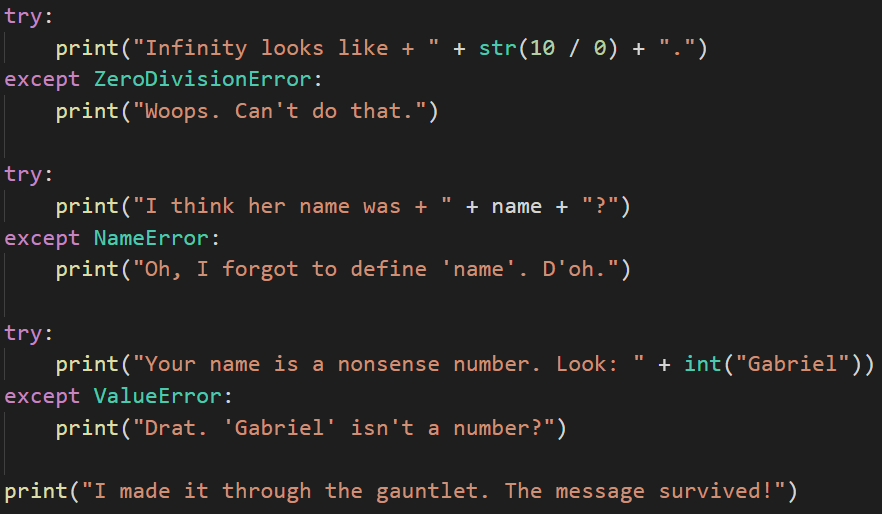 try:
    print("Infinity looks like + " + str(10 / 0) + ".")
except ZeroDivisionError:
    print("Woops. Can't do that.")

try:
    print("I think her name was + " + name + "?")
except NameError:
    print("Oh, I forgot to define 'name'. D'oh.")

try:
    print("Your name is a nonsense number. Look: " + int("Gabriel"))
except ValueError:
    print("Drat. 'Gabriel' isn't a number?")

print("I made it through the gauntlet. The message survived!")